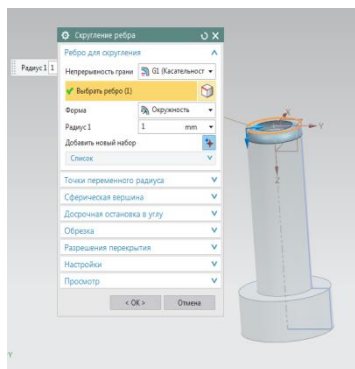 Скругление ребра
Ребро для скругления
Радиус 1 1
Непрерывность грани G1 (Касательност
Выбрать ребро (1)
Форма Окружность
Радиус 1 1 mm
Добавить новый набор
Список
Точки переменного радиуса
Сферическая вершина
Досрочная остановка в углу
Обрезка
Разрешения перекрытия
Настройки
Просмотр
< ОК > Отмена
X
Y
Z
Y